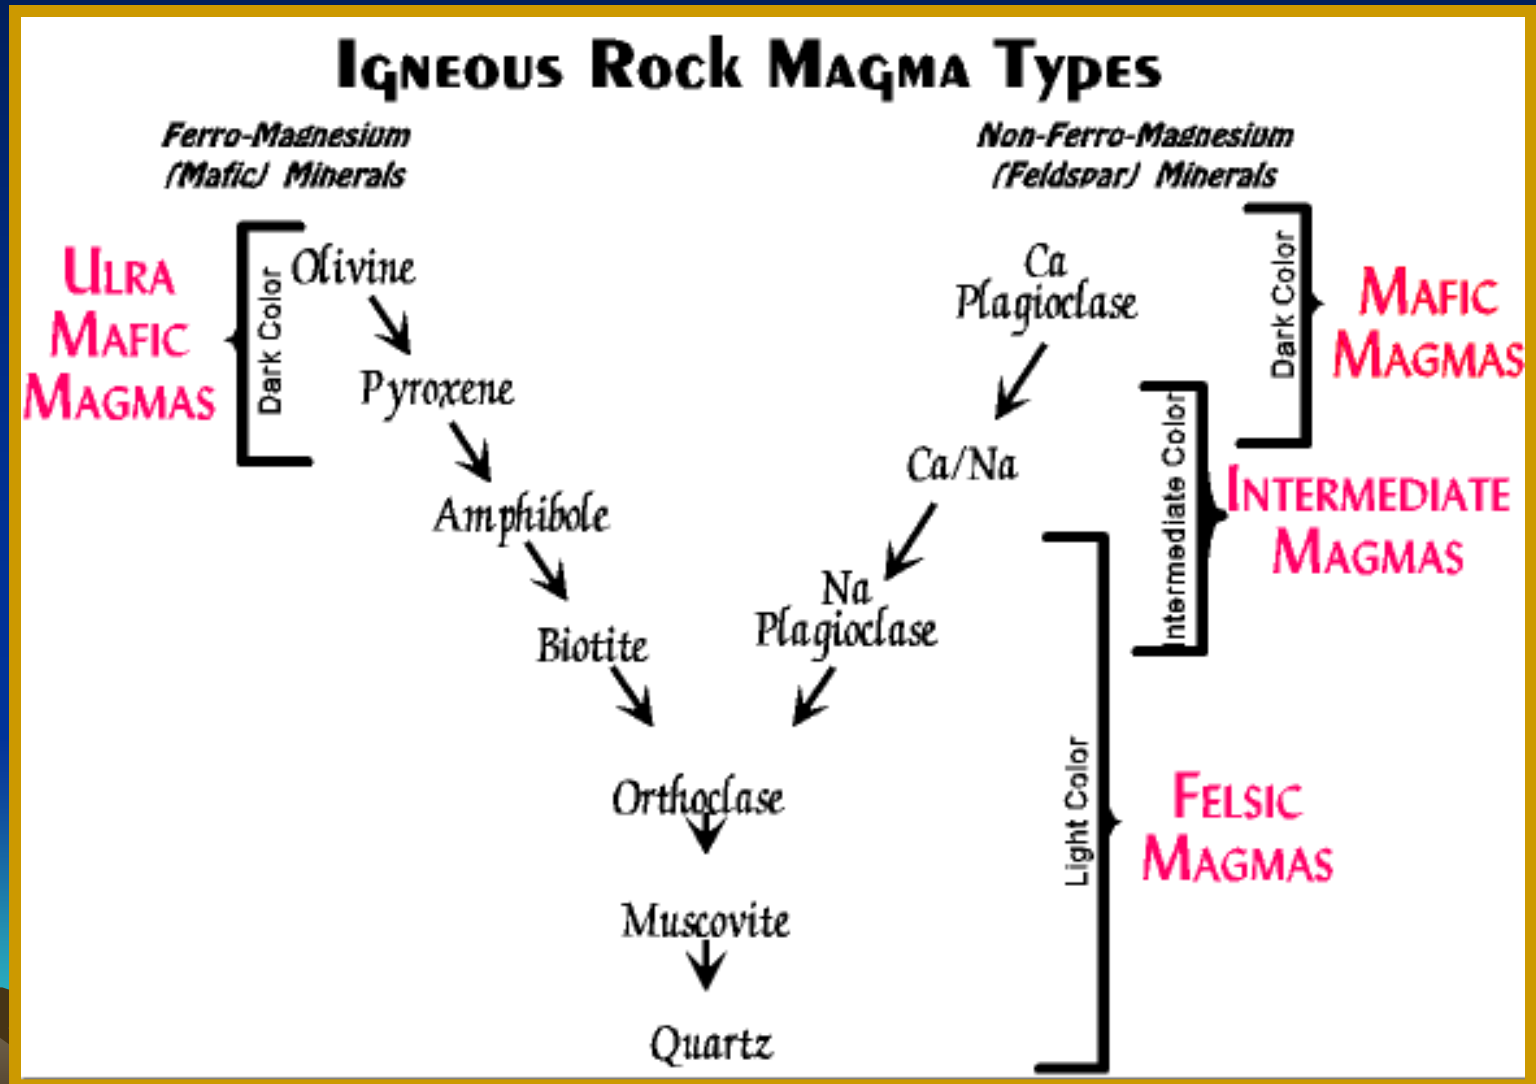 Igneous Rock Magma Types
Ferro-Magnesium
(Mafic) Minerals
Non-Ferro-Magnesium
(Feldspar) Minerals
ULRA
MAFIC
MAGMAS
Dark Color
Olivine
Pyroxene
Amphibole
Biotite
Ca
Plagioclase
Ca/Na
Na
Plagioclase
Orthoclase
Muscovite
Quartz
Dark Color
MAFIC
MAGMAS
Intermediate Color
INTERMEDIATE
MAGMAS
Light Color
FELSIC
MAGMAS